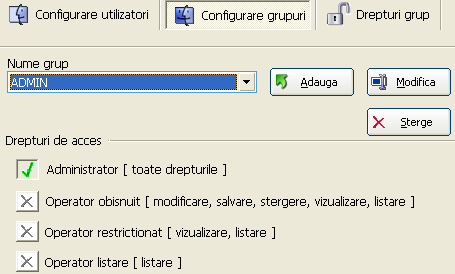 Configurare utilizatori Configurare grupuri Drepturi grup
Nume grup
ADMIN Adauga Modifica
Sterge
Drepturi de acces
Administrator [ toate drepturile ]
Operator obisnuit [ modificare, salvare, stergere, vizualizare, listare ]
Operator restrictionat [ vizualizare, listare ]
Operator listare [ listare ]